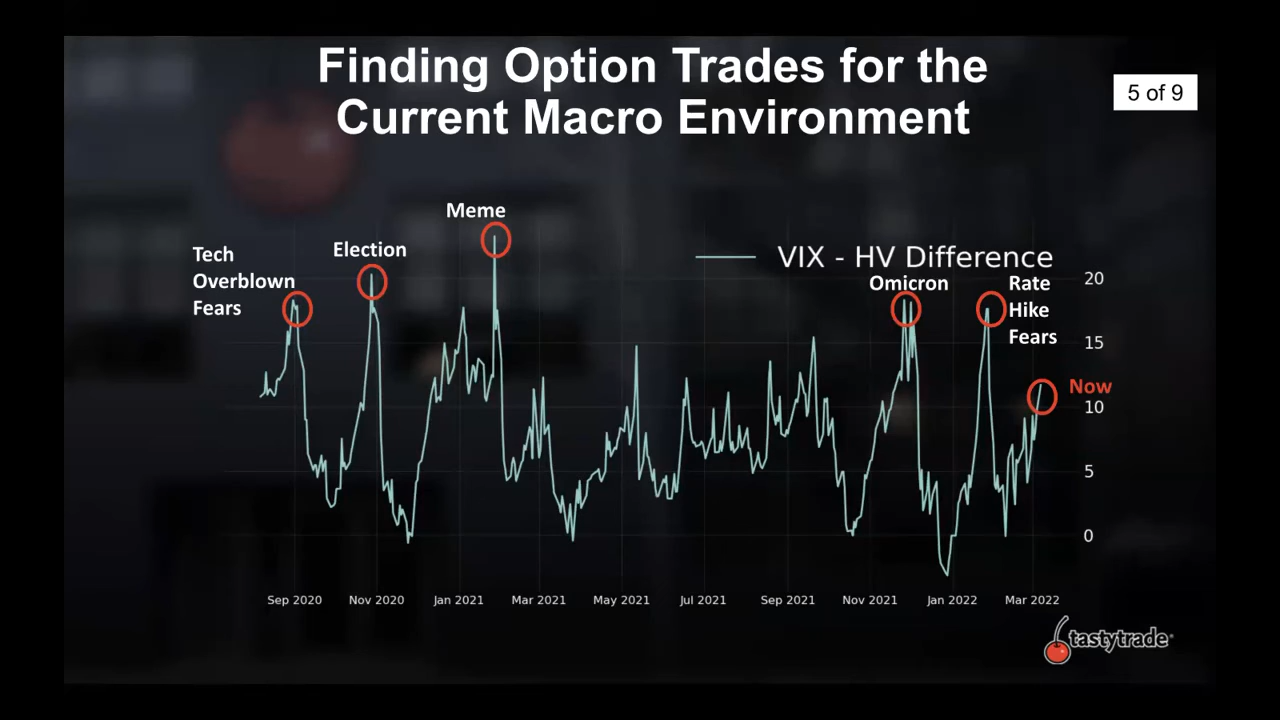 Finding Option Trades for the
Current Macro Environment
5 of 9
Meme
Election
Tech
Overblown
Fears
VIX - HV Difference
Omicron
Rate
Hike
Fears
Now
20
15
10
5
0
Sep 2020
Nov 2020
Jan 2021
Mar 2021
May 2021
Jul 2021
Sep 2021
Nov 2021
Jan 2022
Mar 2022
tastytrade